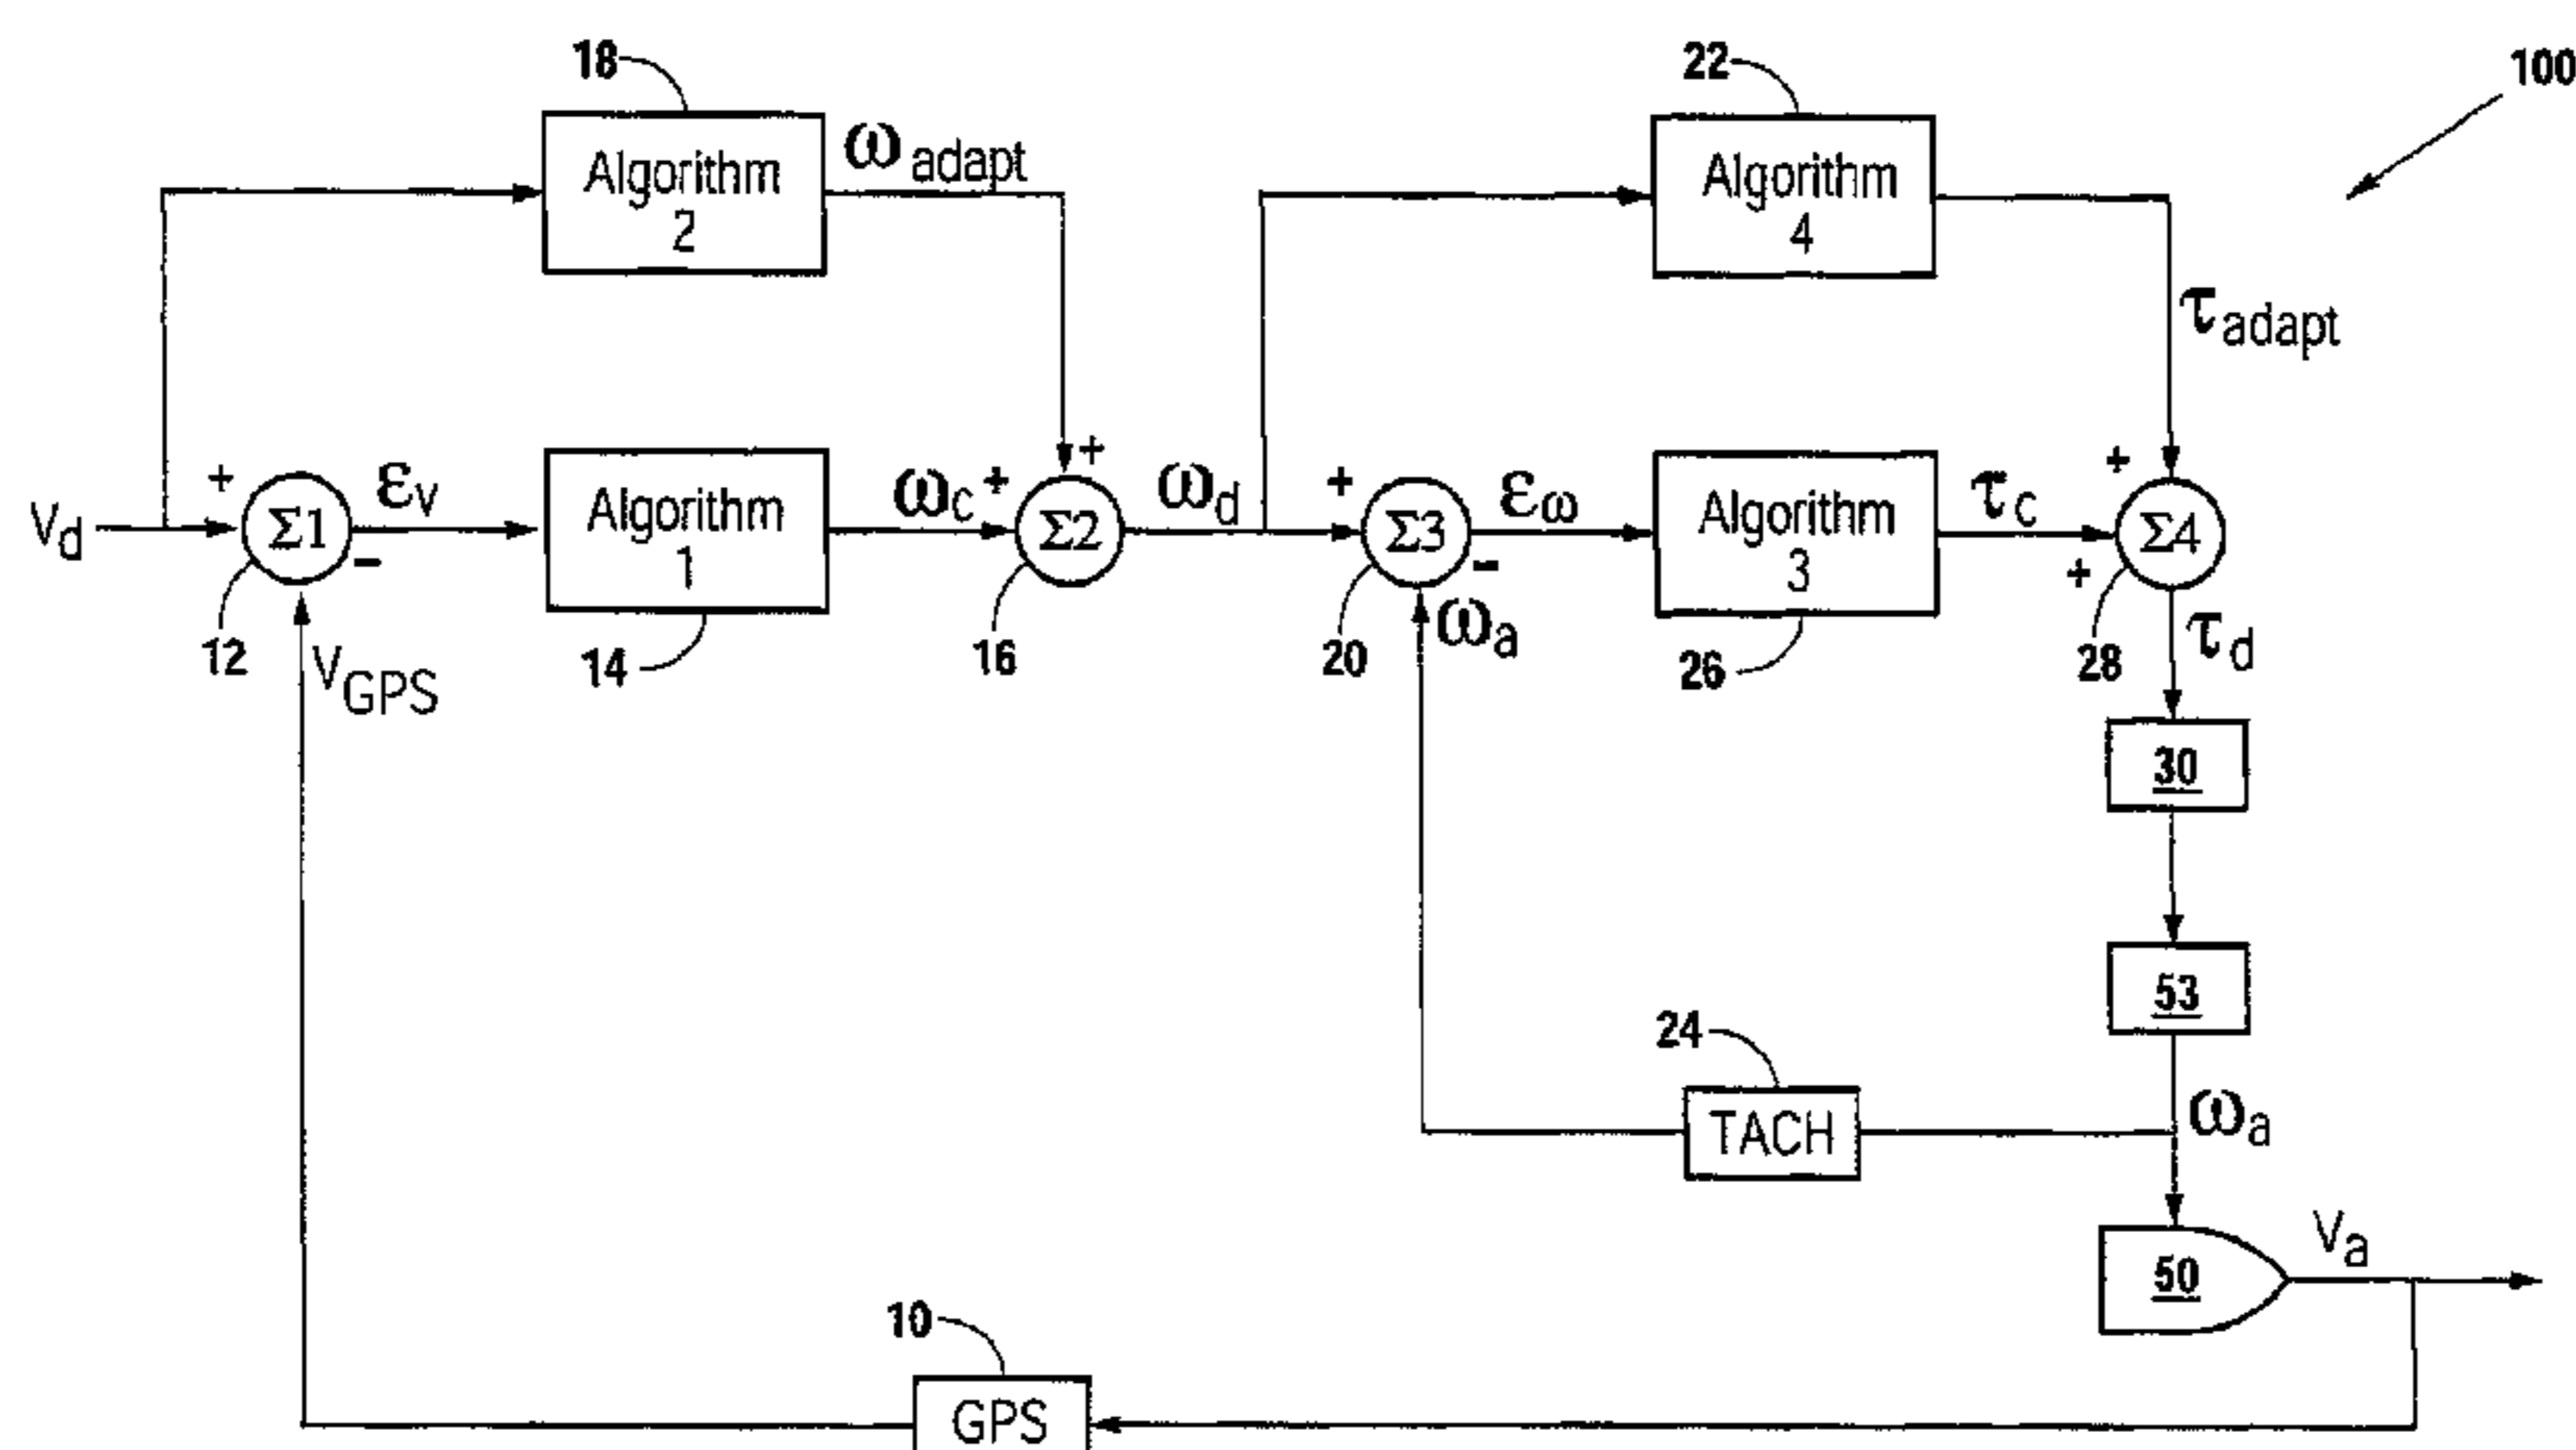 100
18
22
Algorithm
2
ω adapt
Algorithm
4
τ adapt
V d
+
Σ1
-
ε v
Algorithm
1
ω c
+
+
Σ2
ω d
+
Σ3
-
ε ω
Algorithm
3
τ c
+
+
Σ4
12
V GPS
14
16
20
ω a
26
28
τ d
30
53
24
TACH
ω a
50
V a
10
GPS